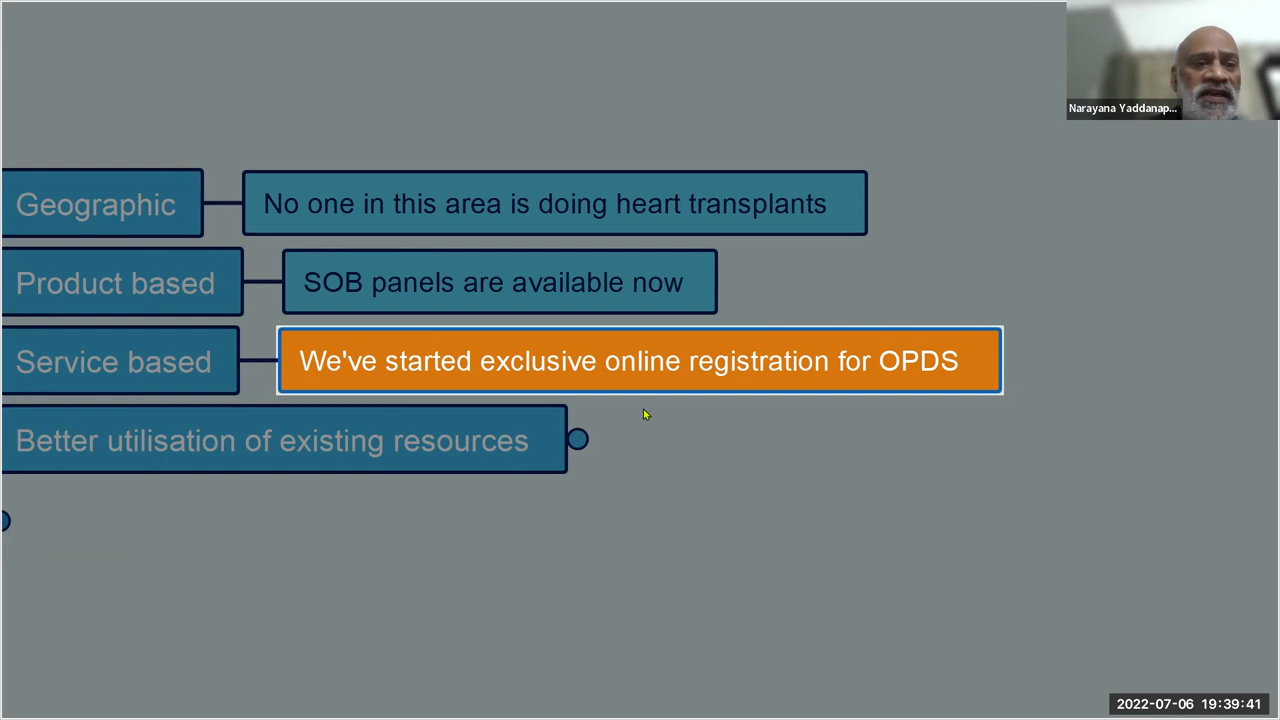 Narayana Yaddanap...
Geographic
No one in this area is doing heart transplants
Product based
SOB panels are available now
Service based
We've started exclusive online registration for OPDS
Better utilisation of existing resources
2022-07-06 19:39:41